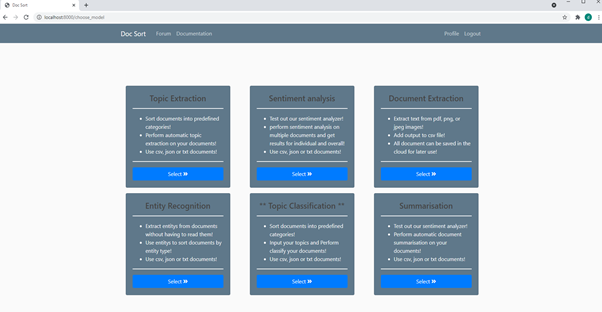 Doc Sort
localhost:8000/choose_model
Doc Sort Forum Documentation Profile Logout
Topic Extraction
Sort documents into predefined
categories!
Perform automatic topic
extraction on your documents!
Use csv, json or txt documents!
Select »
Sentiment analysis
Test out our sentiment analyzer!
perform sentiment analysis on
multiple documents and get
results for indivdual and overall!
Use csv, json or txt documents!
Select »
Document Extraction
Extract text from pdf, png, or
jpeg images!
Add output to csv file!
All document can be saved in the
cloud for later use!
Select »
Entity Recognition
Extract entitys from documents
without having to read them!
Use entities to sort documents by
entity type!
Use csv, json or txt documents!
Select »
** Topic Classification **
Sort documents into predefined
categories!
Input your topics and Perform
classify your documents!
Use csv, json or txt documents!
Select »
Summarisation
Test out our sentiment analyzer!
Perform automatic document
summarisation on your
documents!
Use csv, json or txt documents!
Select »